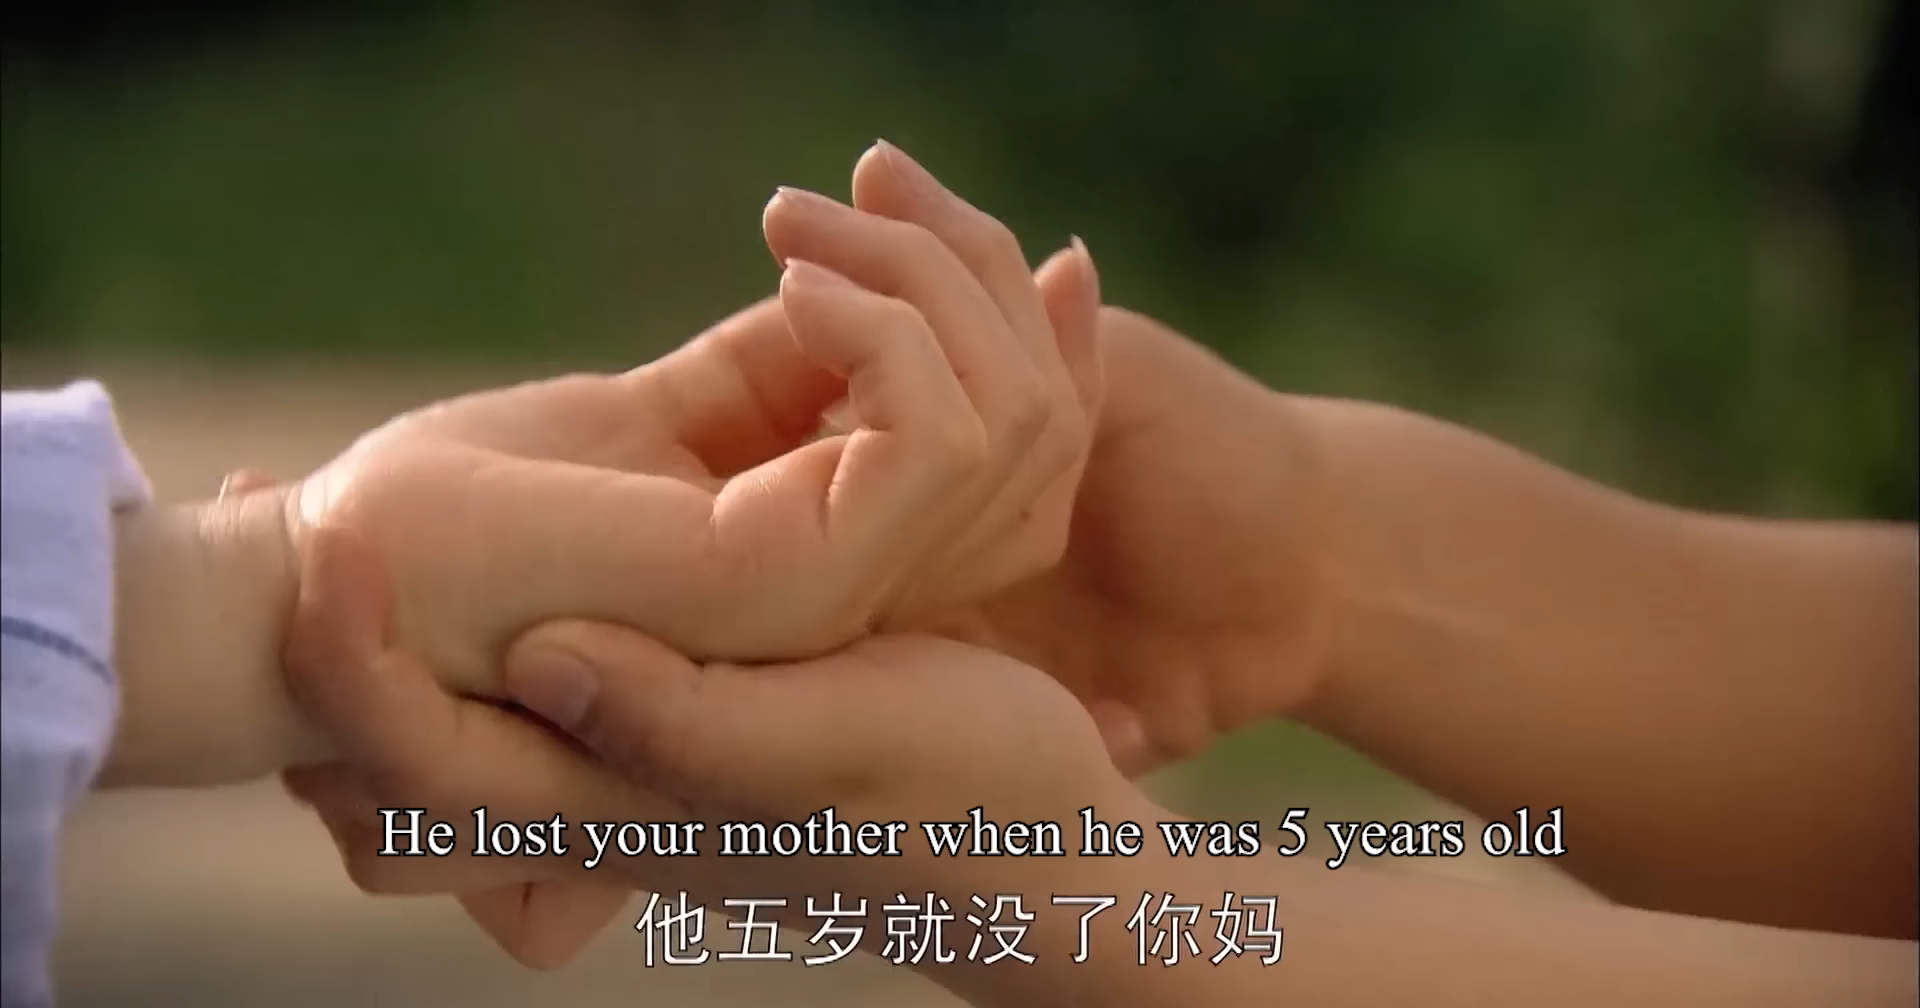 He lost your mother when he was 5 years old
他五岁就没了你妈